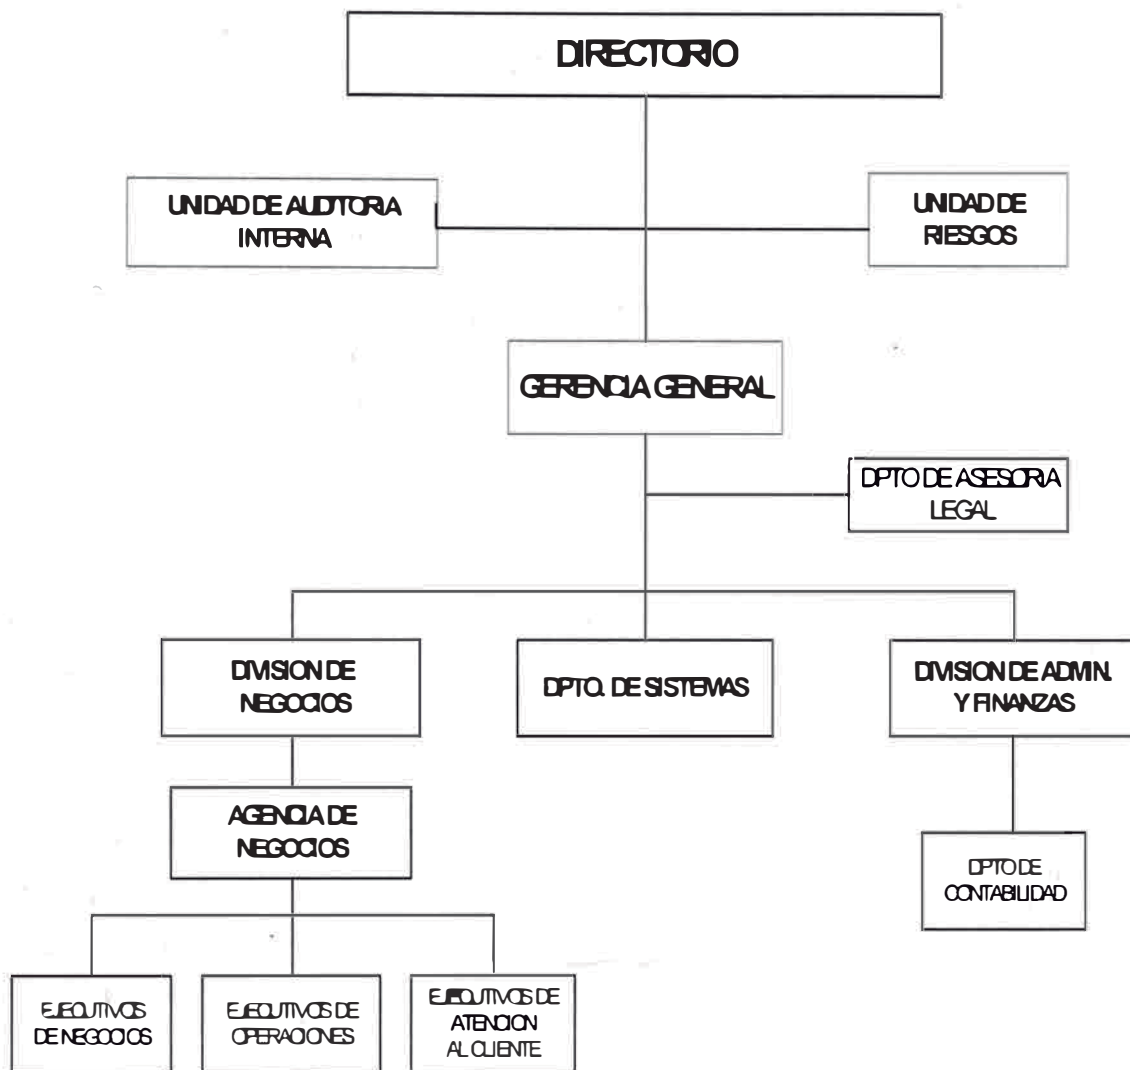 DIRECTORIO
UNIDAD DE AUDITORIA
INTERNA
UNIDAD DE
RIESGOS
GERENCIA GENERAL
DPTO DE ASESORIA
LEGAL
DIVISION DE
NEGOCIOS
DPTO. DE SISTEMAS
DIVISION DE ADMIN.
Y FINANZAS
AGENCIA DE
NEGOCIOS
DPTO DE
CONTABILIDAD
EJECUTIVOS
DE NEGOCIOS
EJECUTIVOS DE
OPERACIONES
EJECUTIVOS DE
ATENCION
AL CLIENTE